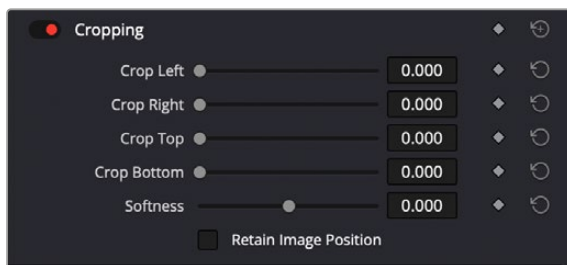 Cropping
Crop Left 0.000
Crop Right 0.000
Crop Top 0.000
Crop Bottom 0.000
Softness 0.000
Retain Image Position